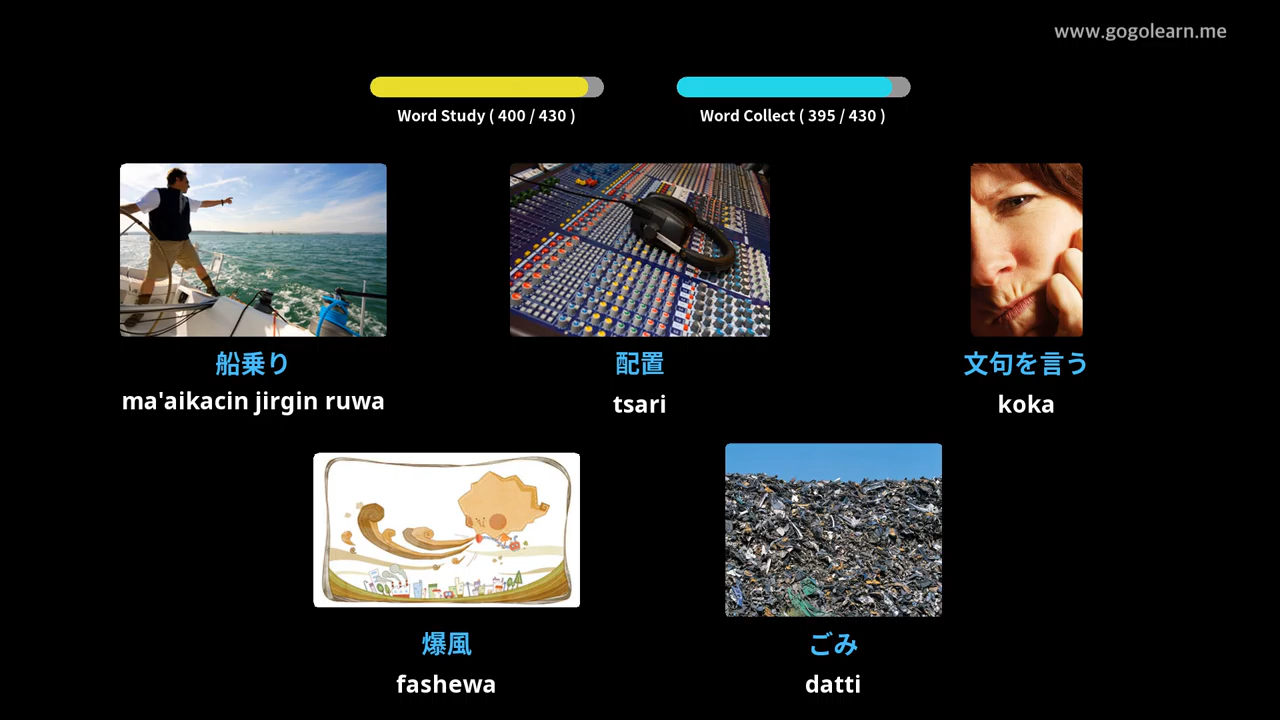 www.gogolearn.me
Word Study ( 400 / 430 )
Word Collect ( 395 / 430 )
船乗り
ma'aikacin jirgin ruwa
配置
tsari
文句を言う
koka
爆風
fashewa
ごみ
datti